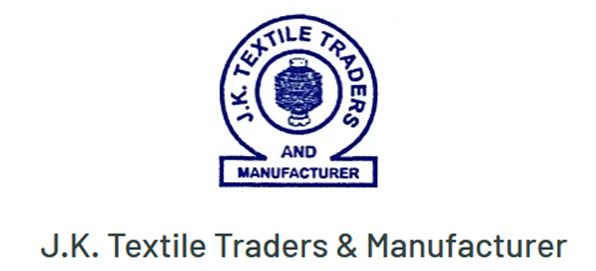 J.K. TEXTILE TRADERS
AND
MANUFACTURER
J.K. Textile Traders & Manufacturer